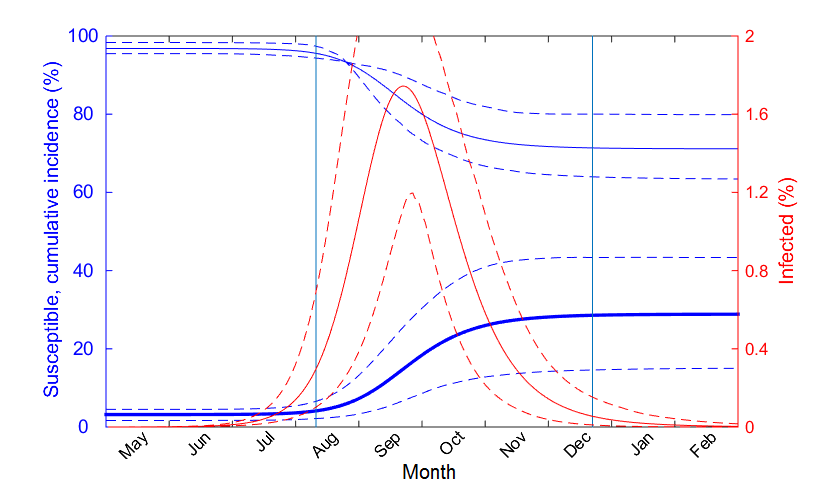 100
80
60
40
20
0
Susceptible, cumulative incidence (%)
2
1.6
1.2
0.8
0.4
0
Infected (%)
May
Jun
Jul
Aug
Sep
Oct
Nov
Dec
Jan
Feb
Month